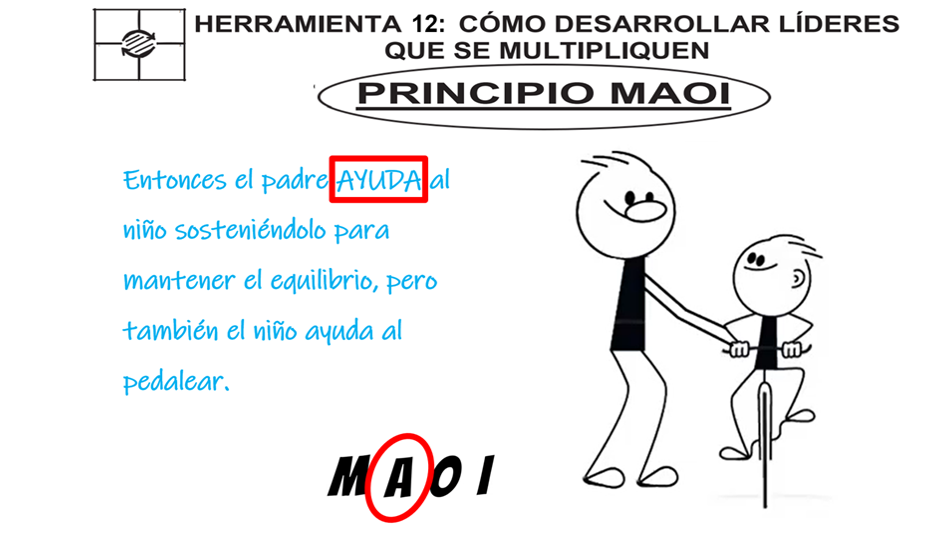 HERRAMIENTA 12: CÓMO DESARROLLAR LÍDERES
QUE SE MULTIPLIQUEN
PRINCIPIO MAOI
Entonces el padre AYUDA al
niño sosteniéndolo para
mantener el equilibrio, pero
también el niño ayuda al
pedalear.
MAOI